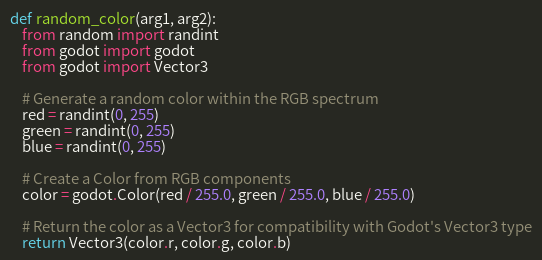 def random_color(arg1, arg2):
    from random import randint
    from godot import godot
    from godot import Vector3

    # Generate a random color within the RGB spectrum
    red = randint(0, 255)
    green = randint(0, 255)
    blue = randint(0, 255)

    # Create a Color from RGB components
    color = godot.Color(red / 255.0, green / 255.0, blue / 255.0)

    # Return the color as a Vector3 for compatibility with Godot's Vector3 type
    return Vector3(color.r, color.g, color.b)